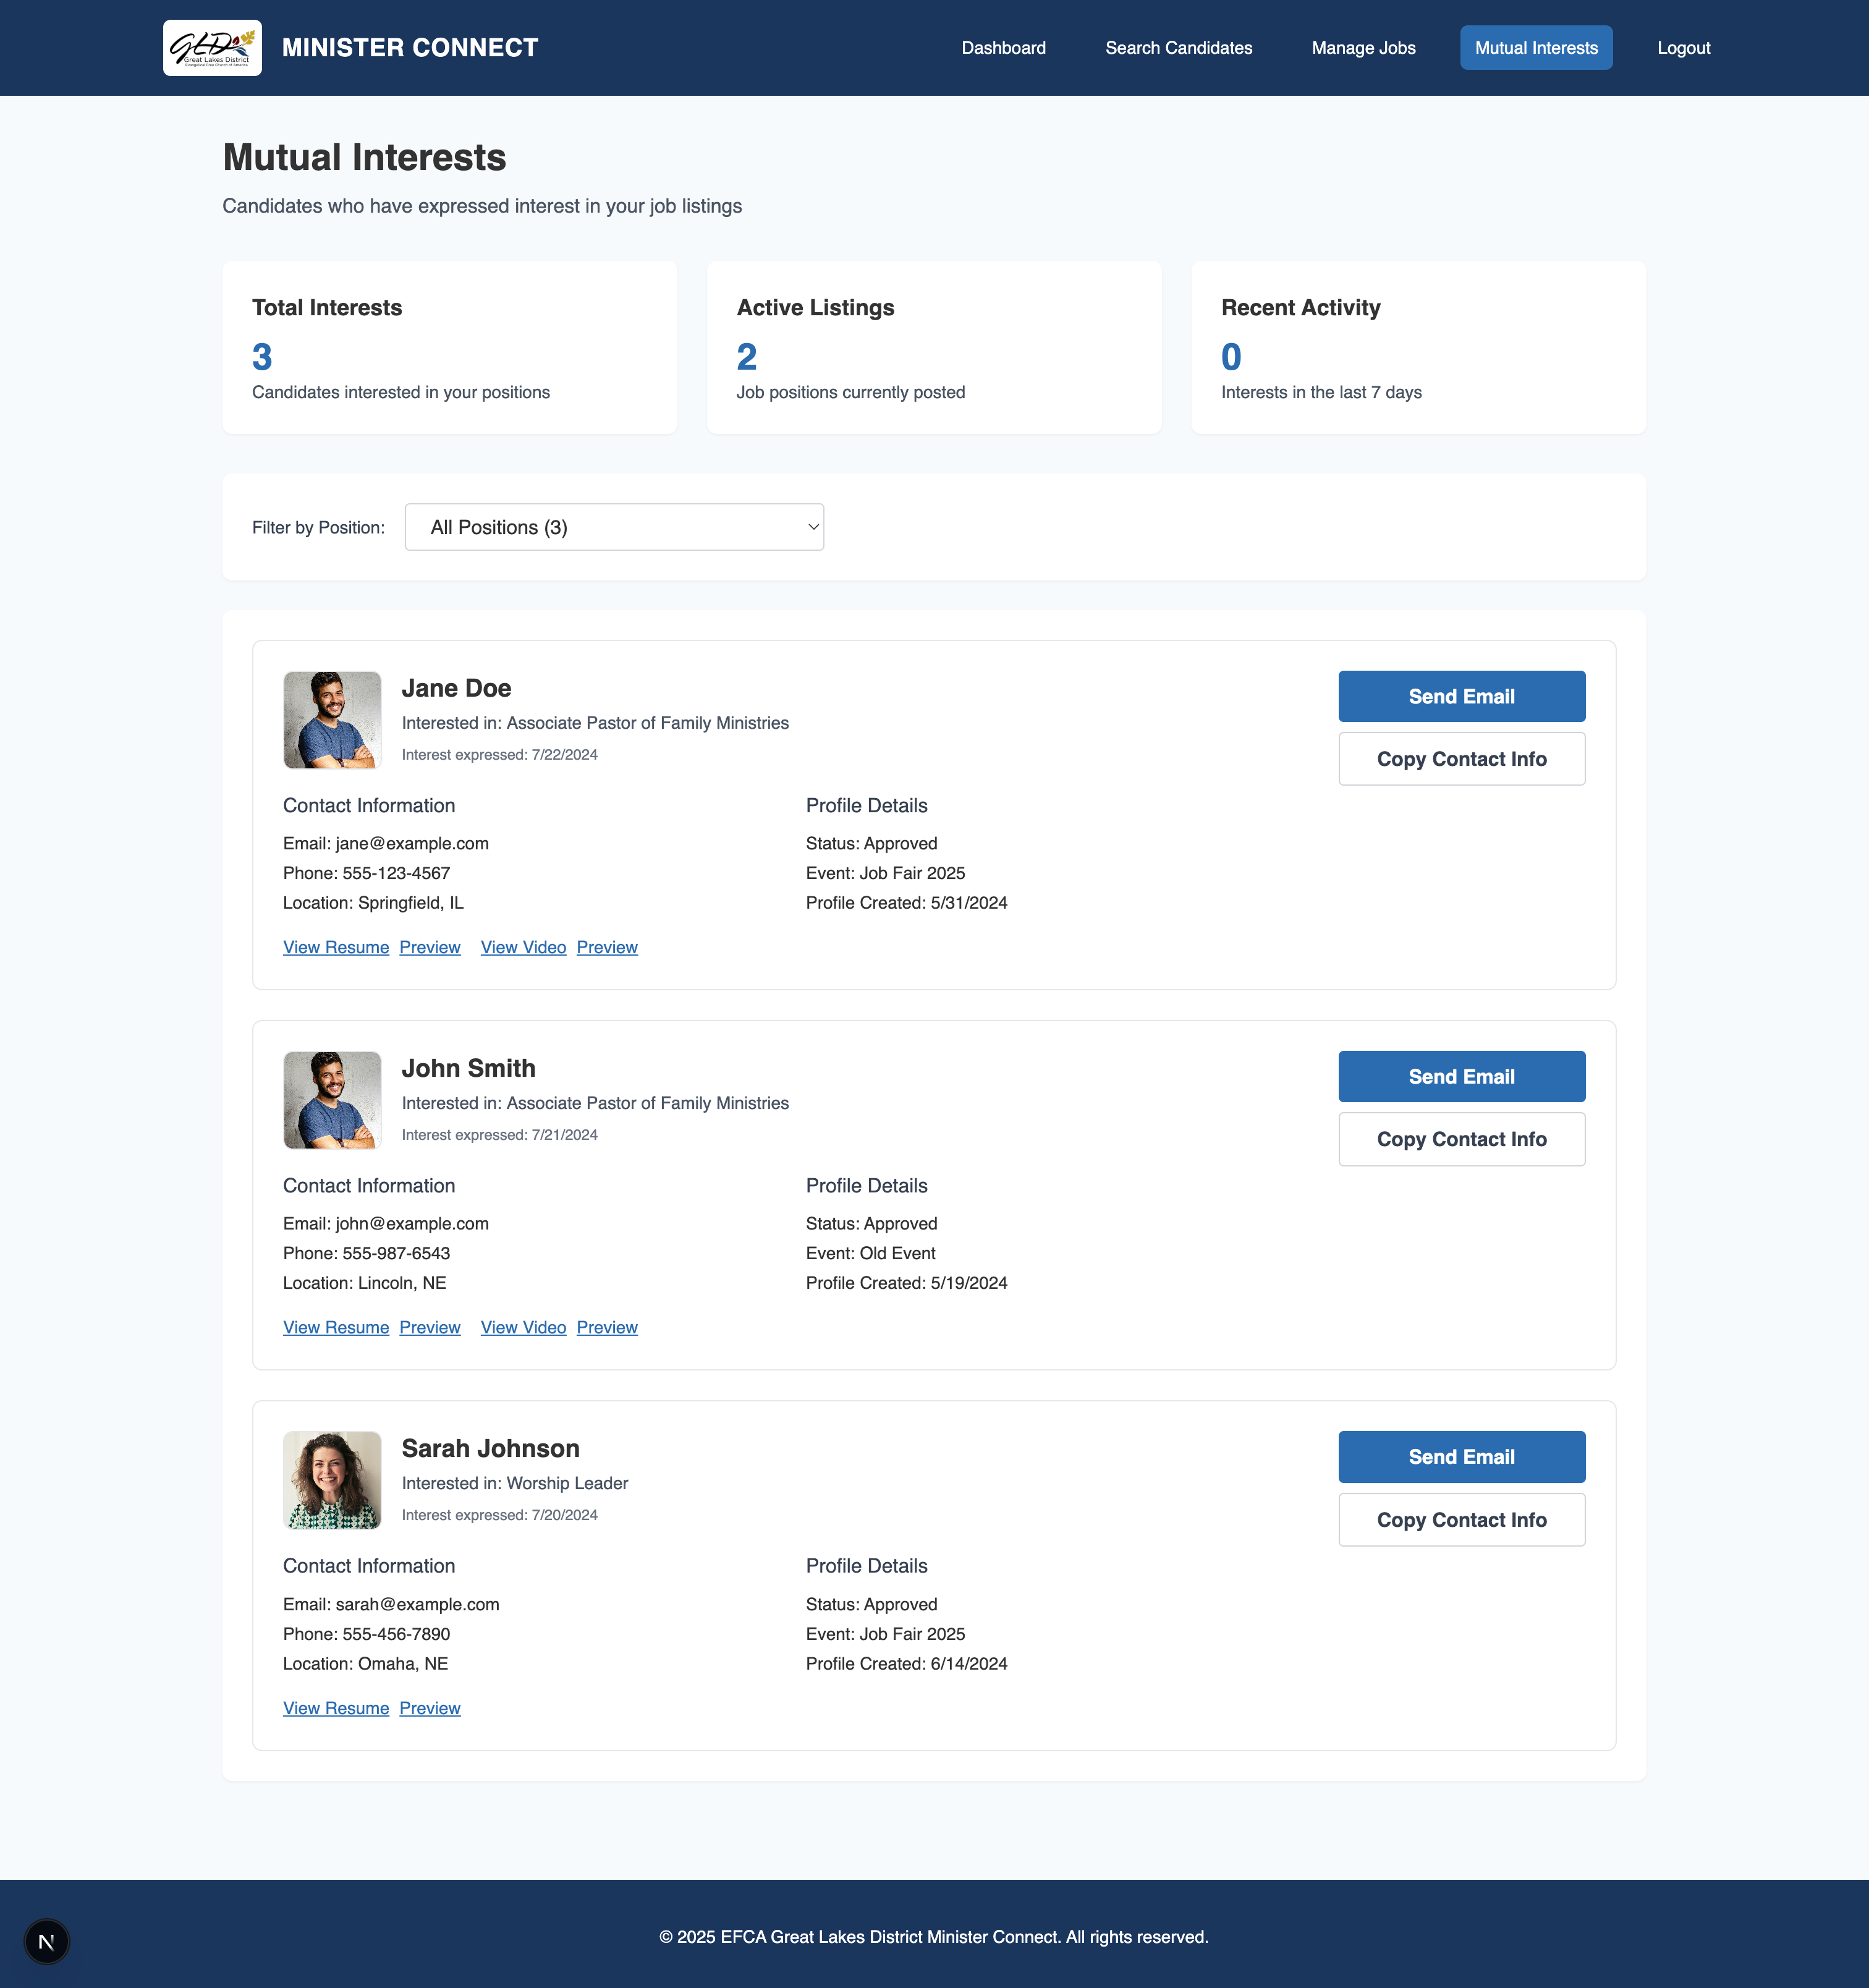 GLD
Great Lakes District
Evangelical Free Church of America
MINISTER CONNECT
Dashboard
Search Candidates
Manage Jobs
Mutual Interests
Logout
Mutual Interests
Candidates who have expressed interest in your job listings
Total Interests
3
Candidates interested in your positions
Active Listings
2
Job positions currently posted
Recent Activity
0
Interests in the last 7 days
Filter by Position:
All Positions (3)
Jane Doe
Interested in: Associate Pastor of Family Ministries
Interest expressed: 7/22/2024
Send Email
Copy Contact Info
Contact Information
Email: jane@example.com
Phone: 555-123-4567
Location: Springfield, IL
Profile Details
Status: Approved
Event: Job Fair 2025
Profile Created: 5/31/2024
View Resume Preview View Video Preview
John Smith
Interested in: Associate Pastor of Family Ministries
Interest expressed: 7/21/2024
Send Email
Copy Contact Info
Contact Information
Email: john@example.com
Phone: 555-987-6543
Location: Lincoln, NE
Profile Details
Status: Approved
Event: Old Event
Profile Created: 5/19/2024
View Resume Preview View Video Preview
Sarah Johnson
Interested in: Worship Leader
Interest expressed: 7/20/2024
Send Email
Copy Contact Info
Contact Information
Email: sarah@example.com
Phone: 555-456-7890
Location: Omaha, NE
Profile Details
Status: Approved
Event: Job Fair 2025
Profile Created: 6/14/2024
View Resume Preview
N
© 2025 EFCA Great Lakes District Minister Connect. All rights reserved.